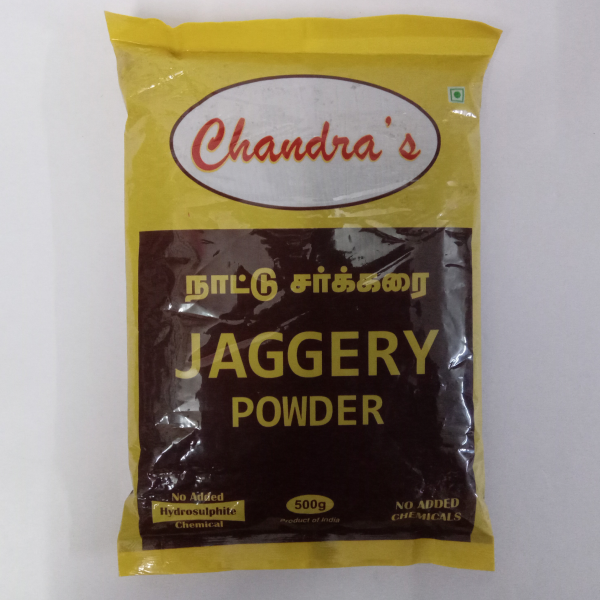 Chandra's
நாட்டு சர்க்கரை
JAGGERY
POWDER
No Added
Hydrosulphite
Chemical
500g
Product of India
NO ADDED
CHEMICALS